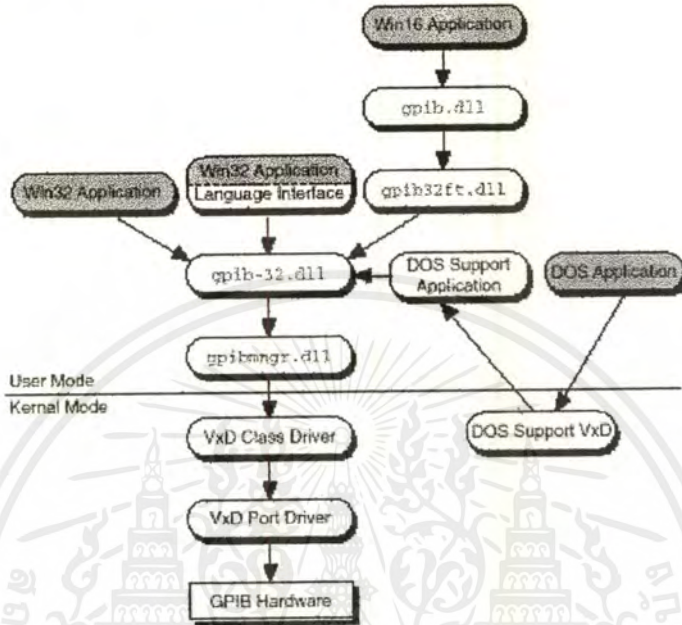 Win16 Application
gpib.dll
Win32 Application
Win32 Application
Language Interface
gpib32ft.dll
gpib-32.dll
DOS Support
Application
DOS Application
gpibmngr.dll
User Mode
Kernal Mode
VxD Class Driver
DOS Support VxD
VxD Port Driver
GPIB Hardware